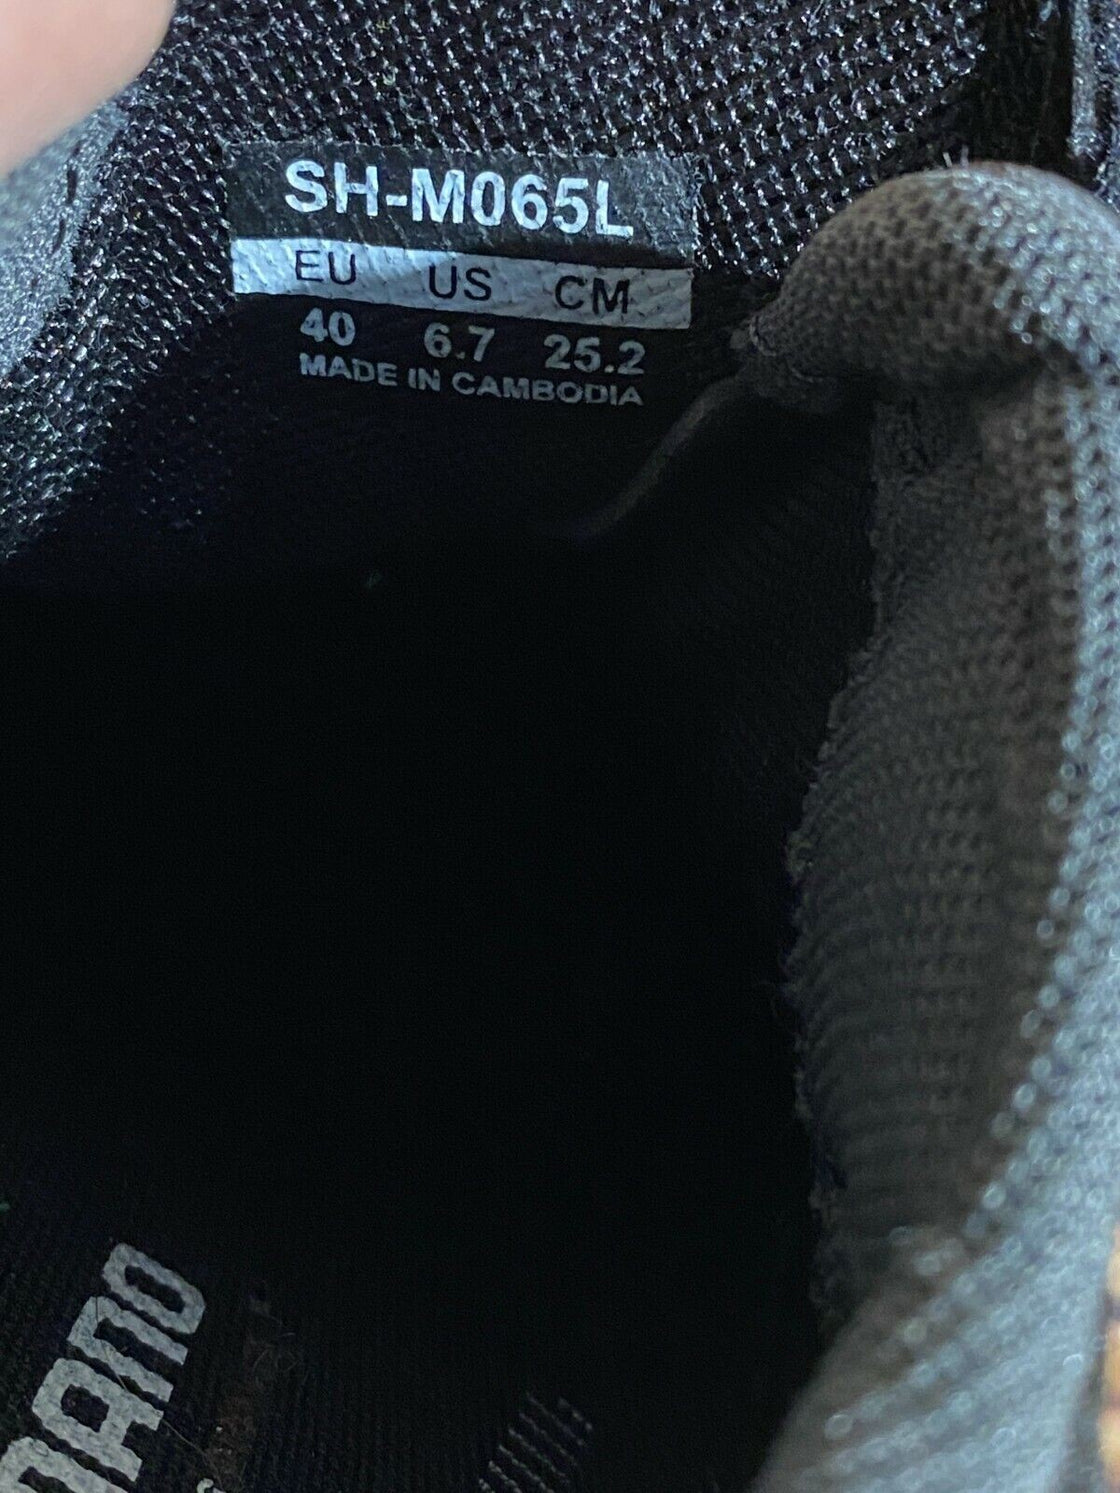 SH-M065L
EU US CM
40 6.7 25.2
MADE IN CAMBODIA